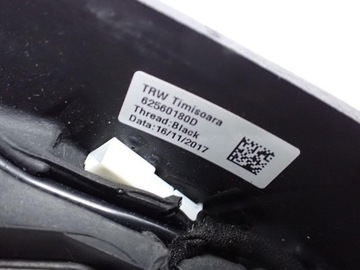 TRW Timisoara
62560180D
Thread:Black
Data:16/11/2017